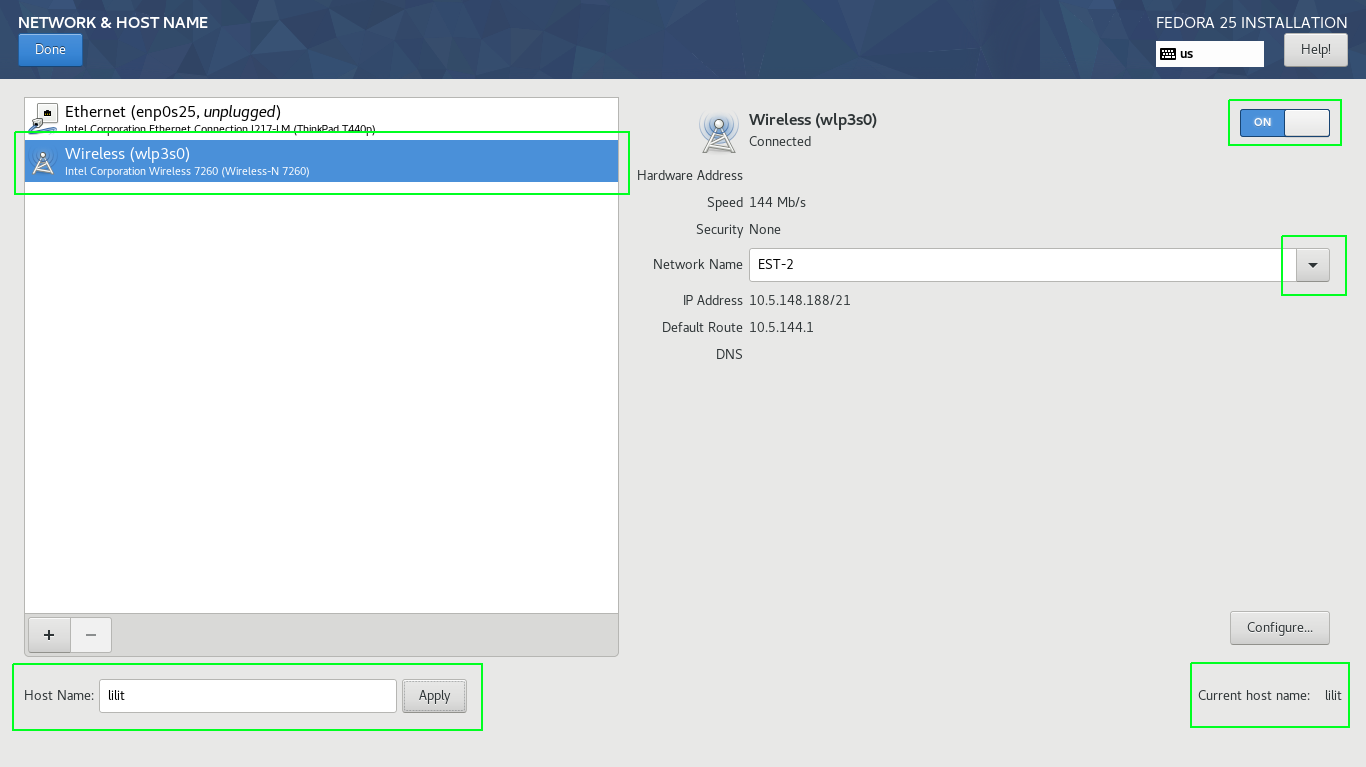 NETWORK & HOST NAME
FEDORA 25 INSTALLATION
Done
us
Help!
Ethernet (enp0s25, unplugged)
Intel Corporation Ethernet Connection I217-LM (ThinkPad T440p)
Wireless (wlp3s0)
Intel Corporation Wireless 7260 (Wireless-N 7260)
+
−
Wireless (wlp3s0)
Connected
ON
Hardware Address
Speed 144 Mb/s
Security None
Network Name EST-2
IP Address 10.5.148.188/21
Default Route 10.5.144.1
DNS
Configure...
Host Name: lilit Apply
Current host name: lilit